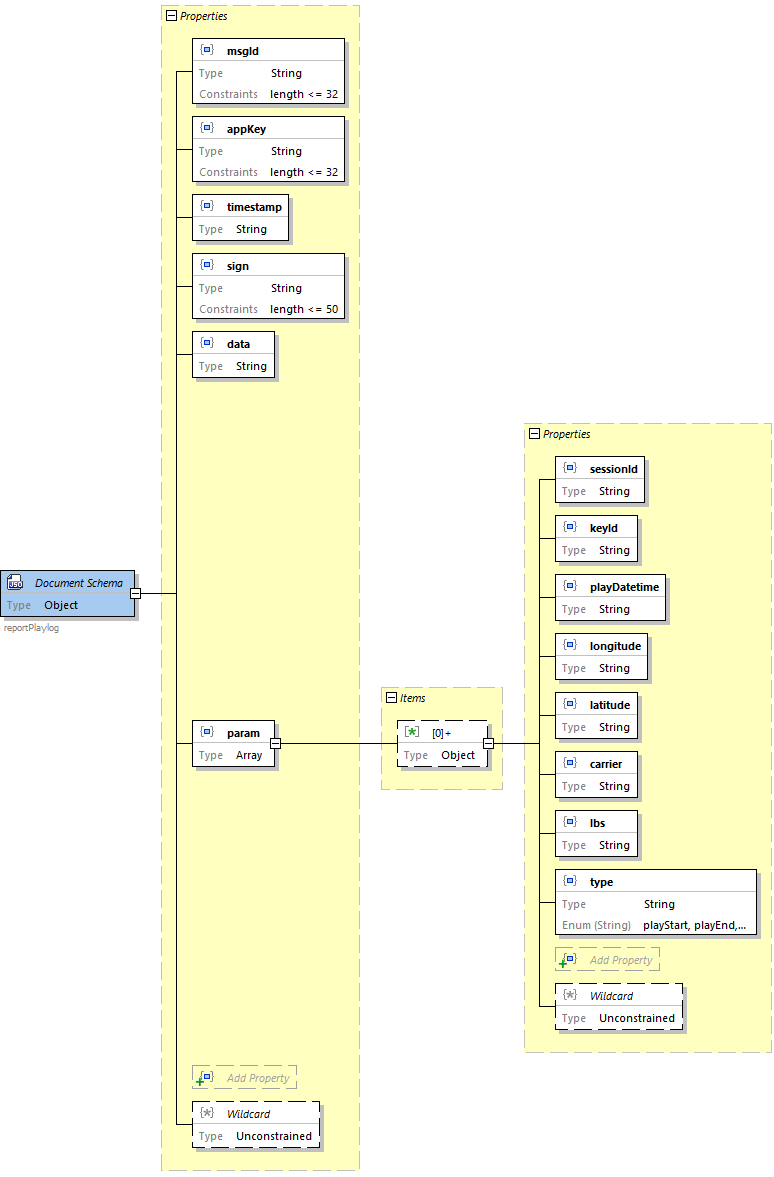 Properties
msgId
Type String
Constraints length <= 32
appKey
Type String
Constraints length <= 32
timestamp
Type String
sign
Type String
Constraints length <= 50
data
Type String
Document Schema
Type Object
reportPlaylog
param
Type Array
Add Property
Wildcard
Type Unconstrained
Items
[0]+
Type Object
Properties
sessionId
Type String
keyId
Type String
playDatetime
Type String
longitude
Type String
latitude
Type String
carrier
Type String
lbs
Type String
type
Type String
Enum (String) playStart, playEnd,...
Add Property
Wildcard
Type Unconstrained